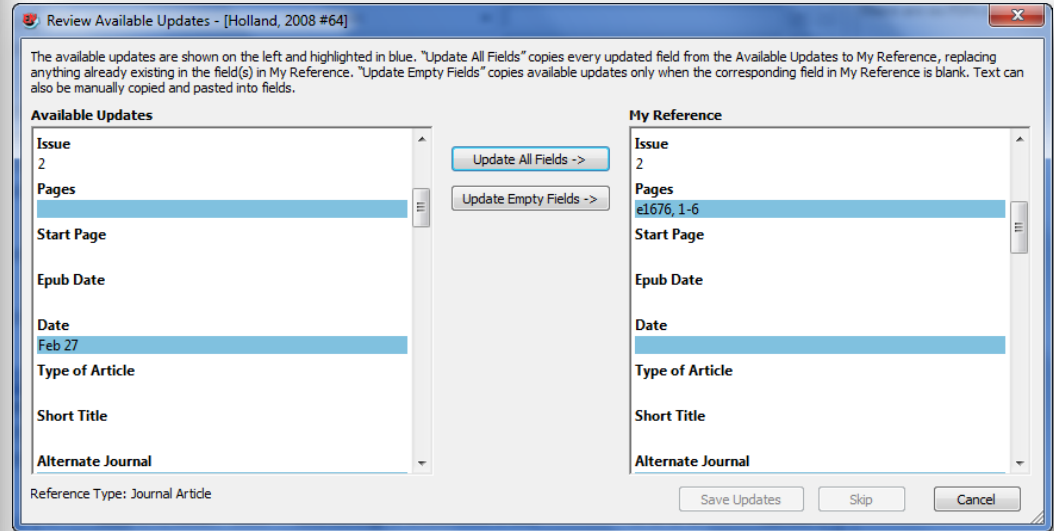 Review Available Updates - [Holland, 2008 #64]
The available updates are shown on the left and highlighted in blue. "Update All Fields" copies every updated field from the Available Updates to My Reference, replacing
anything already existing in the field(s) in My Reference. "Update Empty Fields" copies available updates only when the corresponding field in My Reference is blank. Text can
also be manually copied and pasted into fields.
Available Updates
Issue
2
Pages
Start Page
Epub Date
Date
Feb 27
Type of Article
Short Title
Alternate Journal
Update All Fields ->
Update Empty Fields ->
My Reference
Issue
2
Pages
e1676, 1-6
Start Page
Epub Date
Date
Type of Article
Short Title
Alternate Journal
Reference Type: Journal Article
Save Updates
Skip
Cancel